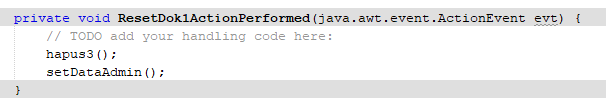 private void ResetDok1ActionPerformed(java.awt.event.ActionEvent evt) {
// TODO add your handling code here:
hapus3();
setDataAdmin();
}